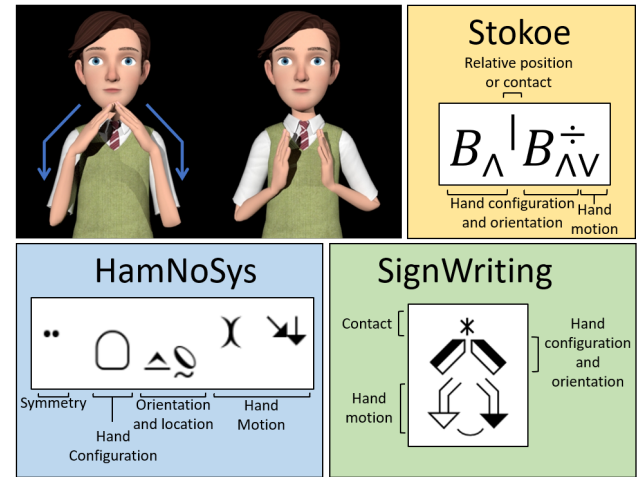 Stokoe
Relative position
or contact
B∧ | B∧∨÷
Hand configuration
and orientation
Hand
motion
HamNoSys
Symmetry
Hand
Configuration
Orientation
and location
Hand
Motion
SignWriting
Contact
Hand
motion
Hand
configuration
and
orientation